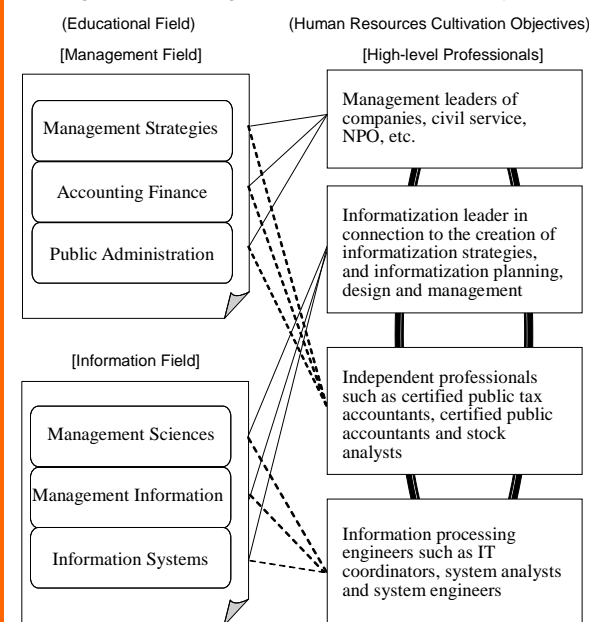 (Educational Field)
[Management Field]
Management Strategies
Accounting Finance
Public Administration
[Information Field]
Management Sciences
Management Information
Information Systems
(Human Resources Cultivation Objectives)
[High-level Professionals]
Management leaders of
companies, civil service,
NPO, etc.
Informatization leader in
connection to the creation of
informatization strategies,
and informatization planning,
design and management
Independent professionals
such as certified public tax
accountants, certified public
accountants and stock
analysts
Information processing
engineers such as IT
coordinators, system analysts
and system engineers